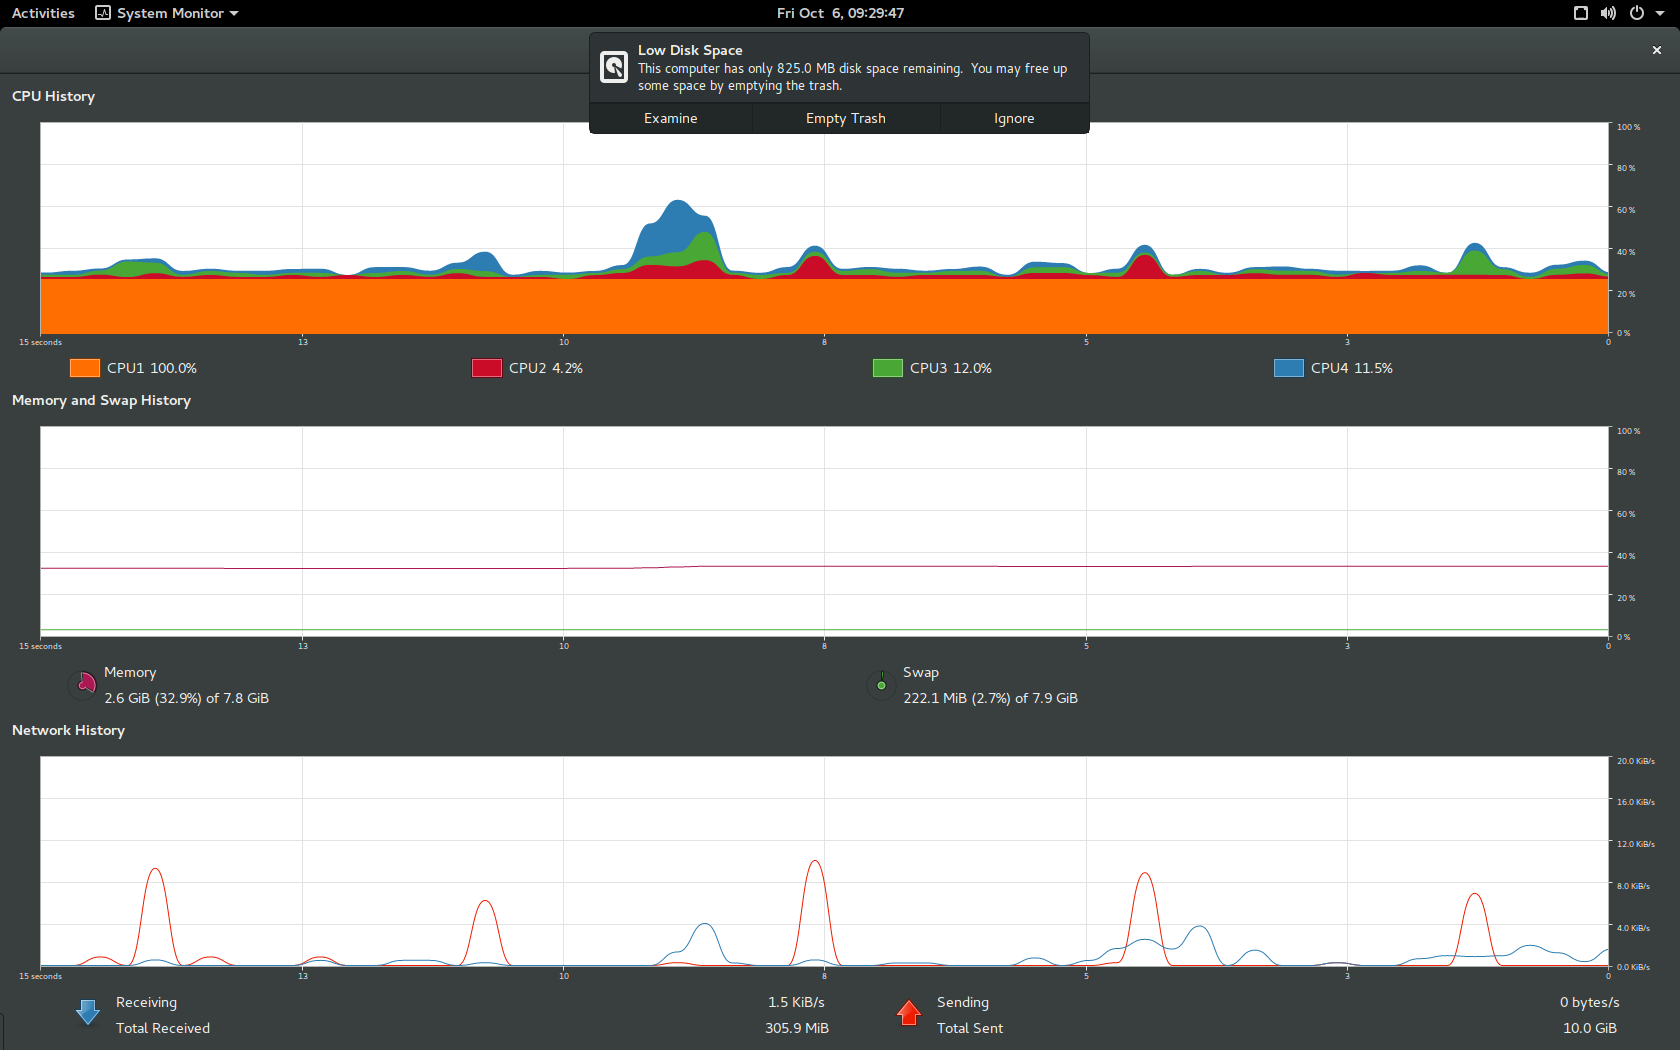 Activities System Monitor Fri Oct 6, 09:29:47
Low Disk Space
This computer has only 825.0 MB disk space remaining. You may free up
some space by emptying the trash.
Examine Empty Trash Ignore
CPU History
100 %
80 %
60 %
40 %
20 %
0 %
15 seconds 13 10 8 5 3 0
CPU1 100.0% CPU2 4.2% CPU3 12.0% CPU4 11.5%
Memory and Swap History
100 %
80 %
60 %
40 %
20 %
0 %
15 seconds 13 10 8 5 3 0
Memory Swap
2.6 GiB (32.9%) of 7.8 GiB 222.1 MiB (2.7%) of 7.9 GiB
Network History
20.0 KiB/s
16.0 KiB/s
12.0 KiB/s
8.0 KiB/s
4.0 KiB/s
0.0 KiB/s
15 seconds 13 10 8 5 3 0
Receiving 1.5 KiB/s Sending 0 bytes/s
Total Received 305.9 MiB Total Sent 10.0 GiB